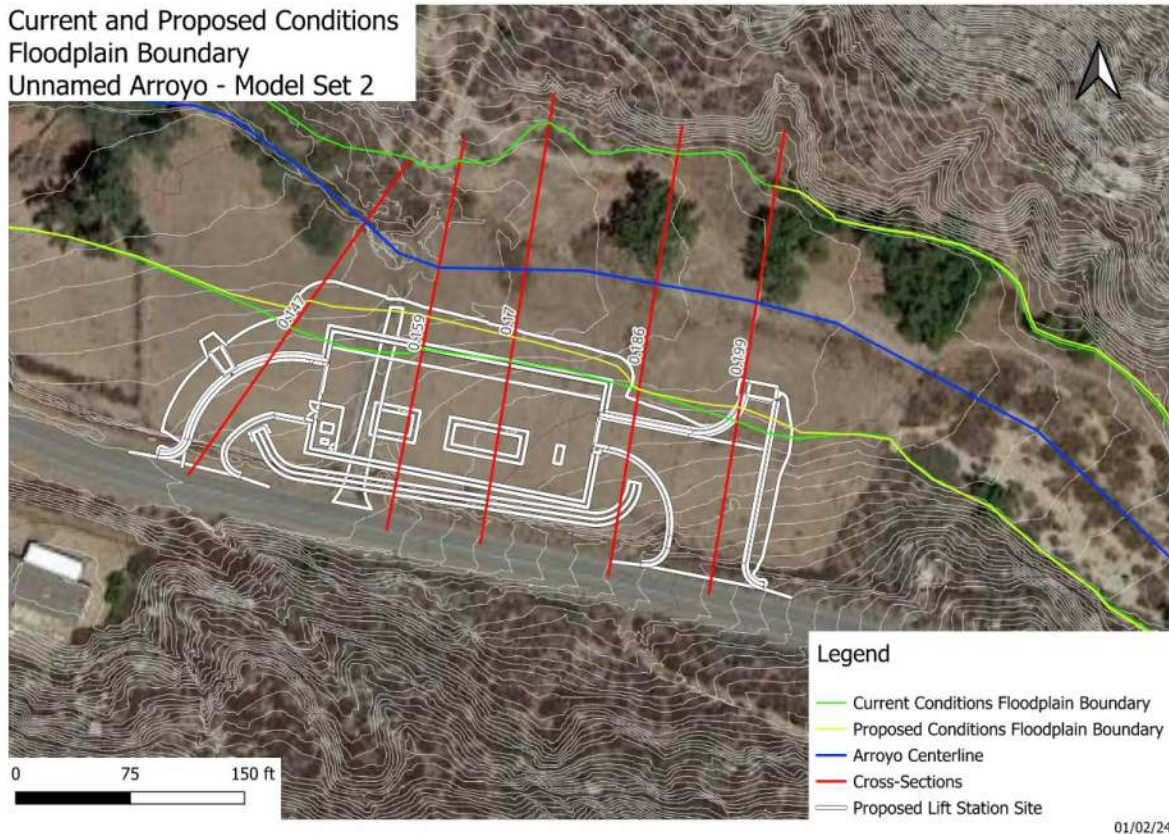 Current and Proposed Conditions
Floodplain Boundary
Unnamed Arroyo - Model Set 2
0.147
0.159
0.17
0.186
0.199
Legend
Current Conditions Floodplain Boundary
Proposed Conditions Floodplain Boundary
Arroyo Centerline
Cross-Sections
Proposed Lift Station Site
0 75 150 ft
01/02/24